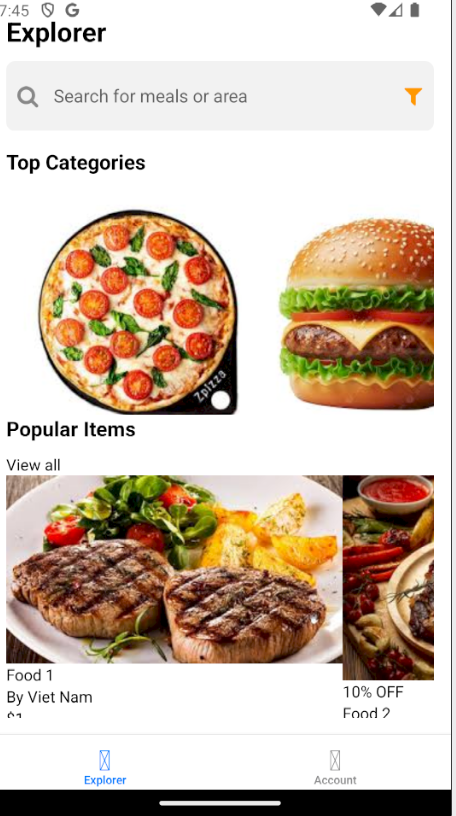 7:45
Explorer
Search for meals or area
Top Categories
Zpizza
Popular Items
View all
Food 1
By Viet Nam
$1
10% OFF
Food 2
Explorer
Account